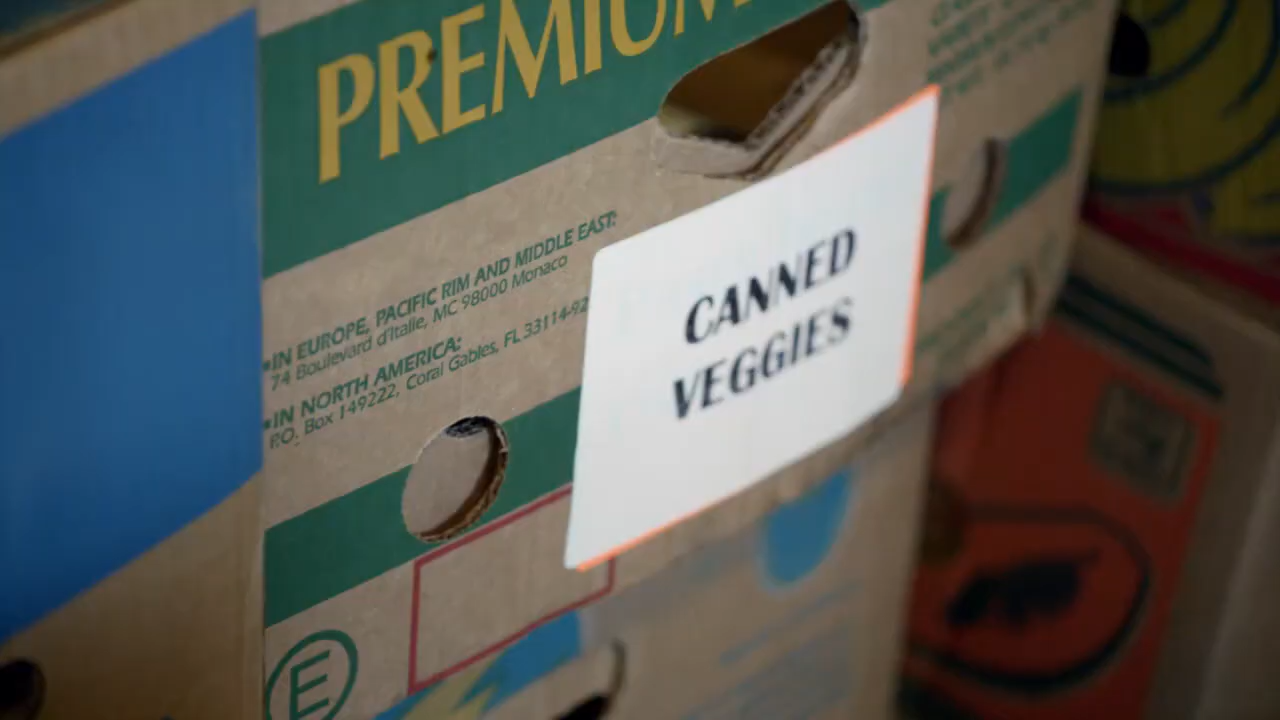 PREMIUM
•IN EUROPE, PACIFIC RIM AND MIDDLE EAST:
74 Boulevard d'Italie, MC 98000 Monaco
•IN NORTH AMERICA:
P.O. Box 149222, Coral Gables, FL 33114-92
CANNED
VEGGIES
E